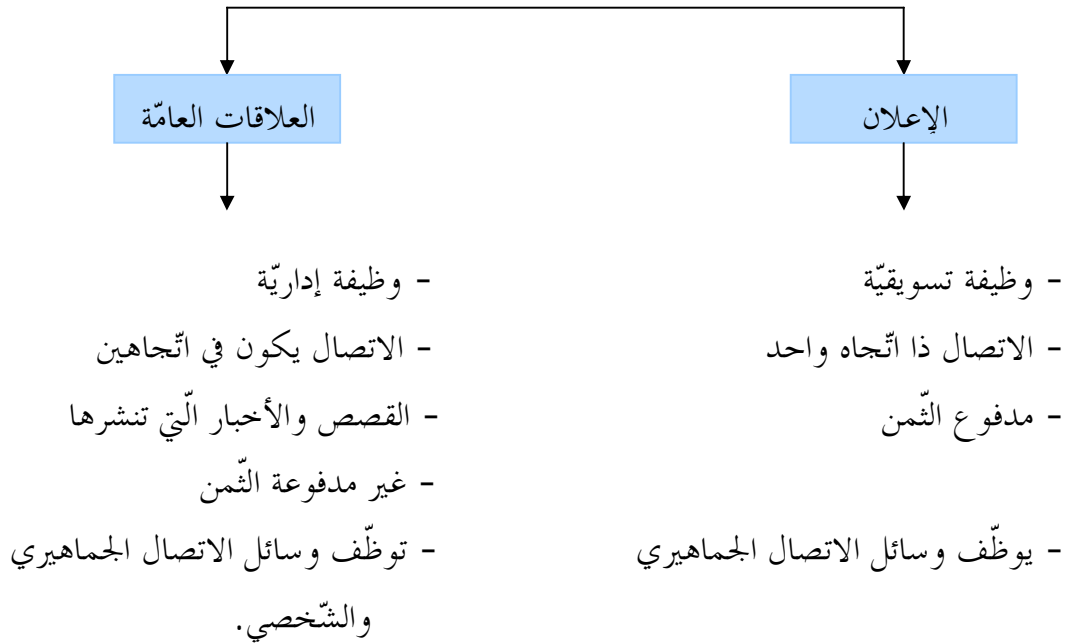 الإعلان
العلاقات العامّة
- وظيفة تسويقيّة
- الاتصال ذا اتّجاه واحد
- مدفوع الثّمن
- يوظّف وسائل الاتصال الجماهيري
- وظيفة إداريّة
- الاتصال يكون في اتّجاهين
- القصص والأخبار الّتي تنشرها
- غير مدفوعة الثّمن
- توظّف وسائل الاتصال الجماهيري
والشّخصي.